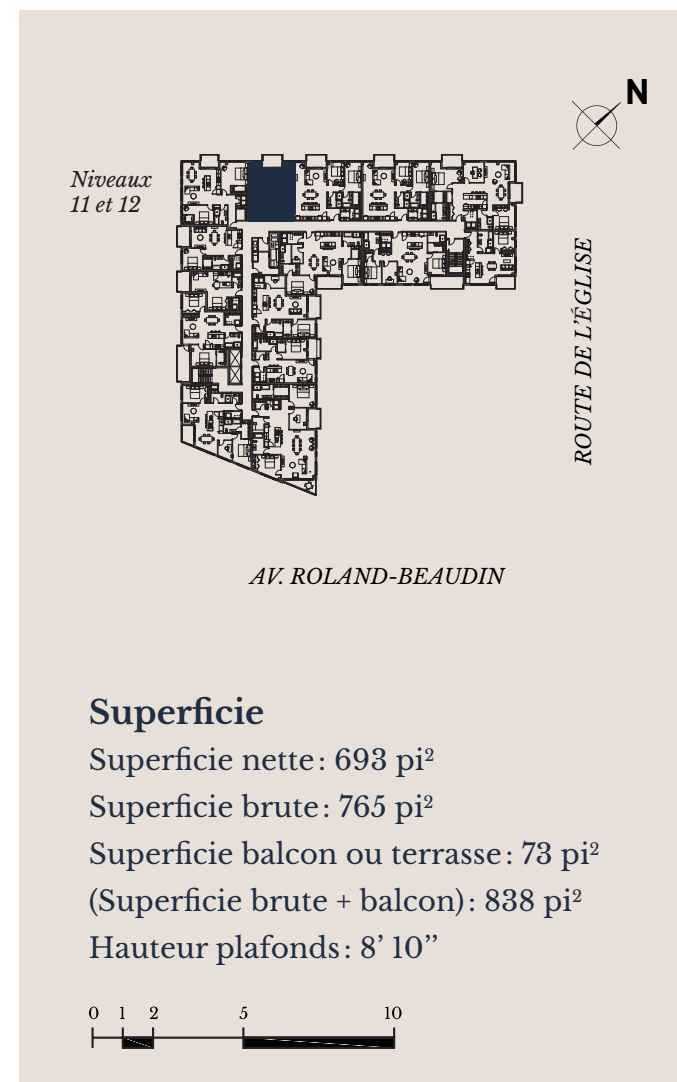 N
Niveaux
11 et 12
ROUTE DE L'ÉGLISE
AV. ROLAND-BEAUDIN
Superficie
Superficie nette : 693 pi²
Superficie brute : 765 pi²
Superficie balcon ou terrasse : 73 pi²
(Superficie brute + balcon) : 838 pi²
Hauteur plafonds : 8’ 10’’
0 1 2 5 10